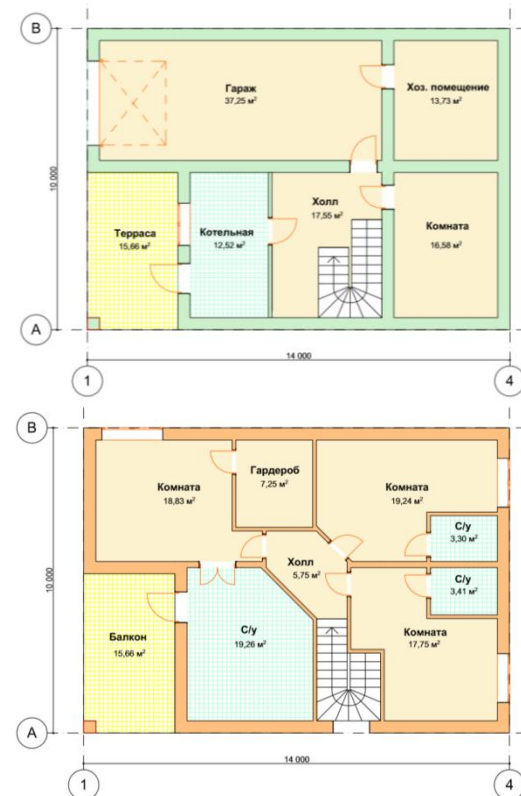 В
Гараж
37,25 м²
Хоз. помещение
13,73 м²
10 000
Терраса
15,66 м²
Котельная
12,52 м²
Холл
17,55 м²
Комната
16,58 м²
А
14 000
1
4
В
Комната
18,83 м²
Гардероб
7,25 м²
Комната
19,24 м²
С/у
3,30 м²
Холл
5,75 м²
С/у
3,41 м²
10 000
Балкон
15,66 м²
С/у
19,26 м²
Комната
17,75 м²
А
14 000
1
4